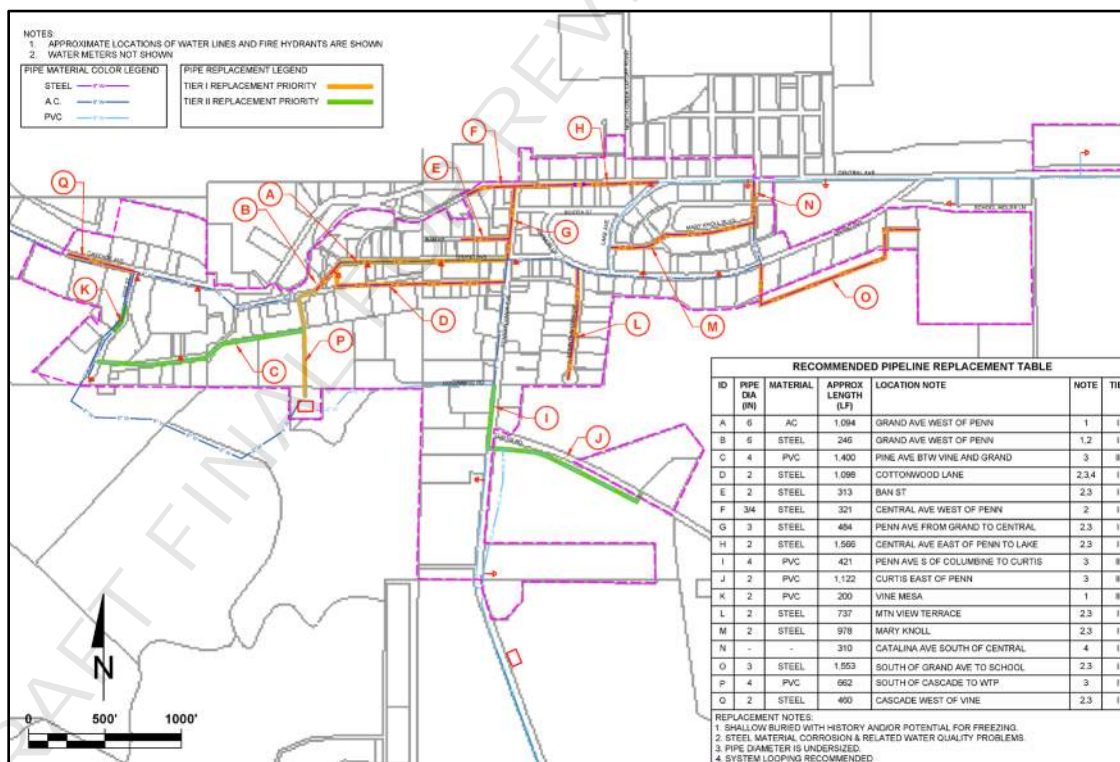 NOTES:
1. APPROXIMATE LOCATIONS OF WATER LINES AND FIRE HYDRANTS ARE SHOWN
2. WATER METERS NOT SHOWN
PIPE MATERIAL COLOR LEGEND
STEEL
A.C.
PVC
PIPE REPLACEMENT LEGEND
TIER I REPLACEMENT PRIORITY
TIER II REPLACEMENT PRIORITY
DRAFT FINAL
F
H
Q
A
E
B
N
G
CENTRAL AVE
K
D
M
O
C
P
L
I
J
N
0 500' 1000'
RECOMMENDED PIPELINE REPLACEMENT TABLE
ID PIPE DIA (IN) MATERIAL APPROX LENGTH (LF) LOCATION NOTE NOTE
A 6 AC 1,094 GRAND AVE WEST OF PENN 1 I
B 6 STEEL 246 GRAND AVE WEST OF PENN 1,2 I
C 4 PVC 1,400 PINE AVE BTW VINE AND GRAND 3
D 2 STEEL 1,098 COTTONWOOD LANE 2,3,4 I
E 2 STEEL 313 BAN ST 2,3 I
F 3/4 STEEL 321 CENTRAL AVE WEST OF PENN 2 I
G 3 STEEL 484 PENN AVE FROM GRAND TO CENTRAL 2,3 I
H 2 STEEL 1,566 CENTRAL AVE EAST OF PENN TO LAKE 2,3 I
I 4 PVC 421 PENN AVE S OF COLUMBINE TO CURTIS 3
J 2 PVC 1,122 CURTIS EAST OF PENN 3
K 2 PVC 200 VINE MESA 1
L 2 STEEL 737 MTN VIEW TERRACE 2,3 I
M 2 STEEL 978 MARY KNOLL 2,3 I
N - - 310 CATALINA AVE SOUTH OF CENTRAL 4 I
O 3 STEEL 1,553 SOUTH OF GRAND AVE TO SCHOOL 2,3 I
P 4 PVC 662 SOUTH OF CASCADE TO WTP 3 I
Q 2 STEEL 460 CASCADE WEST OF VINE 2,3 I
REPLACEMENT NOTES:
1. SHALLOW BURIED WITH HISTORY AND/OR POTENTIAL FOR FREEZING.
2. STEEL MATERIAL CORROSION & RELATED WATER QUALITY PROBLEMS.
3. PIPE DIAMETER IS UNDERSIZED.
4. SYSTEM LOOPING RECOMMENDED